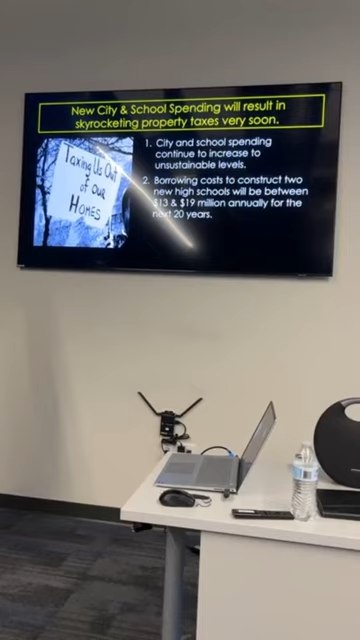 New City & School Spending will result in
skyrocketing property taxes very soon.
Taxing Us Out
of Our
Homes
1. City and school spending
continue to increase to
unsustainable levels.
2. Borrowing costs to construct two
new high schools will be between
$13 & $19 million annually for the
next 20 years.